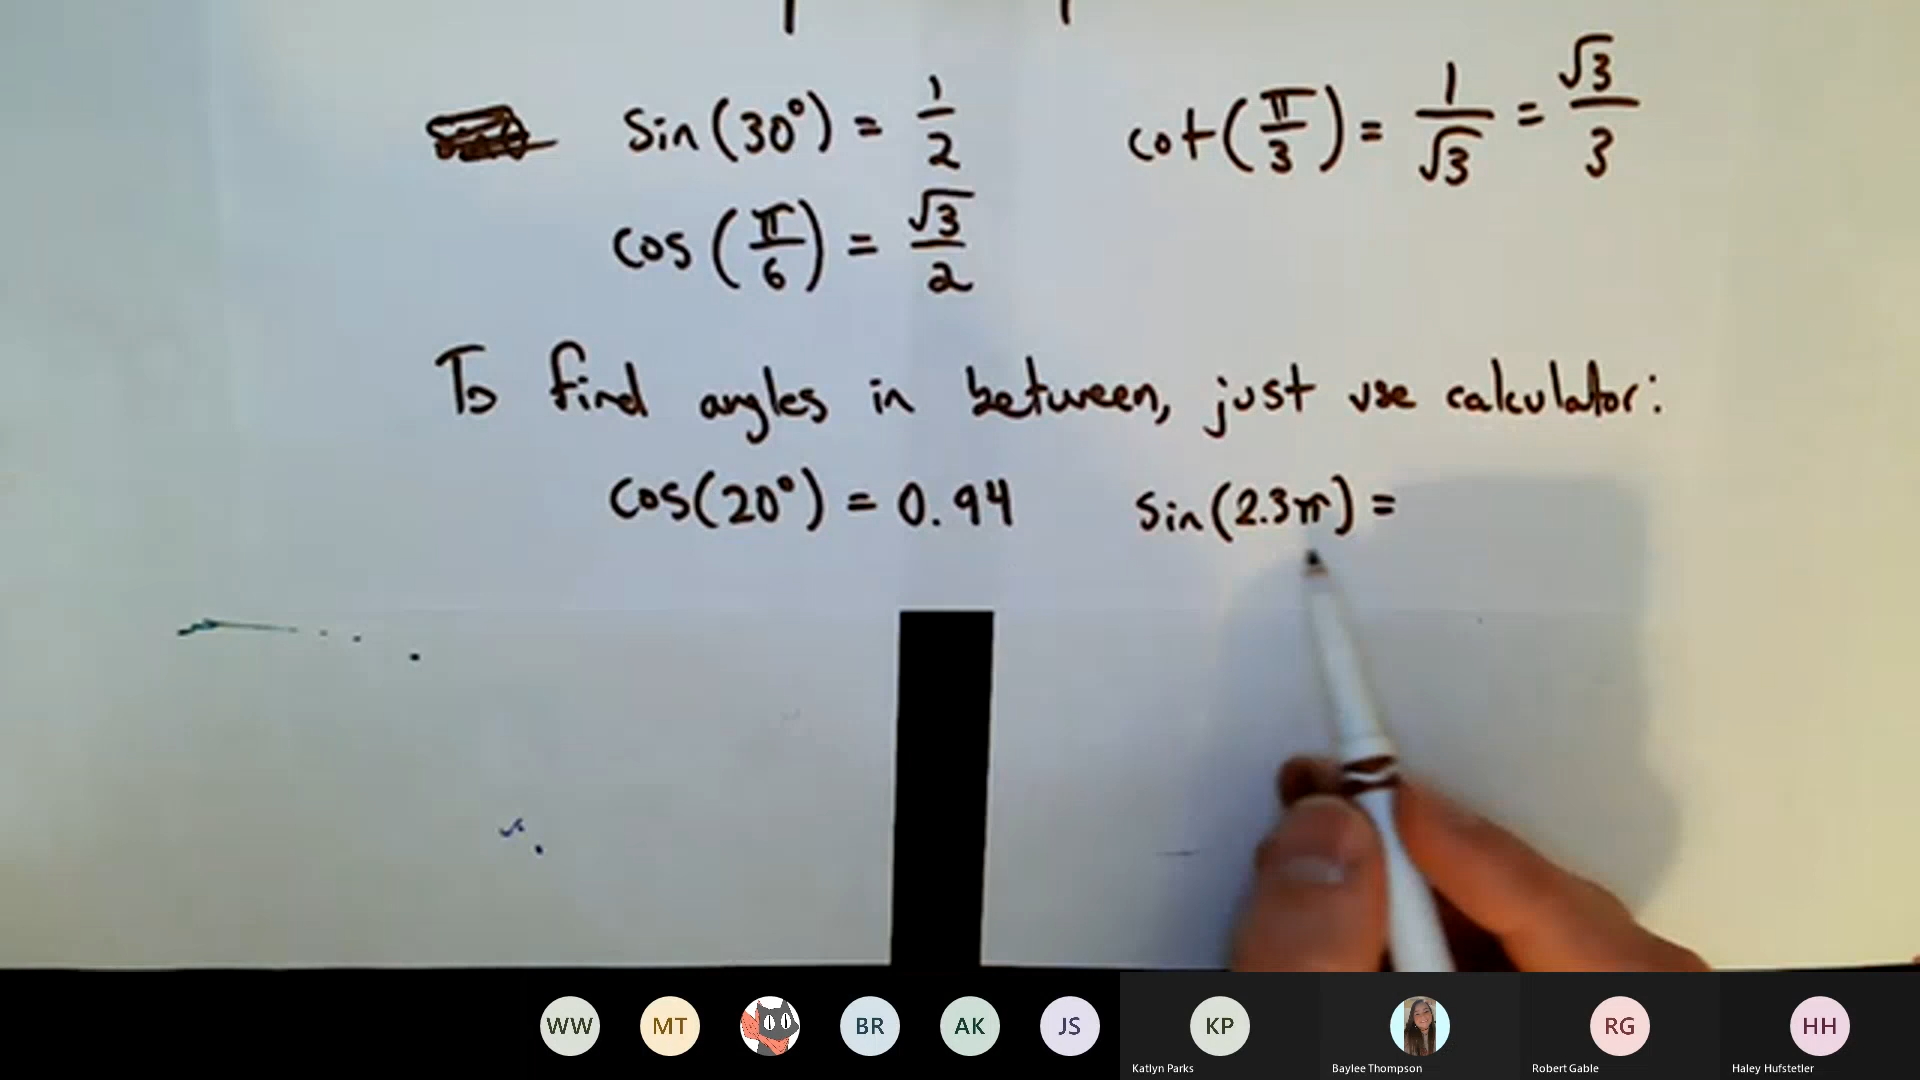 sin(30°) = 1/2
cot(π/3) = 1/√3 = √3/3
cos(π/6) = √3/2
To find angles in between, just use calculator:
cos(20°) = 0.94
sin(2.3π) =
WW MT BR AK JS KP RG HH
Katlyn Parks
Baylee Thompson
Robert Gable
Haley Hufstetler